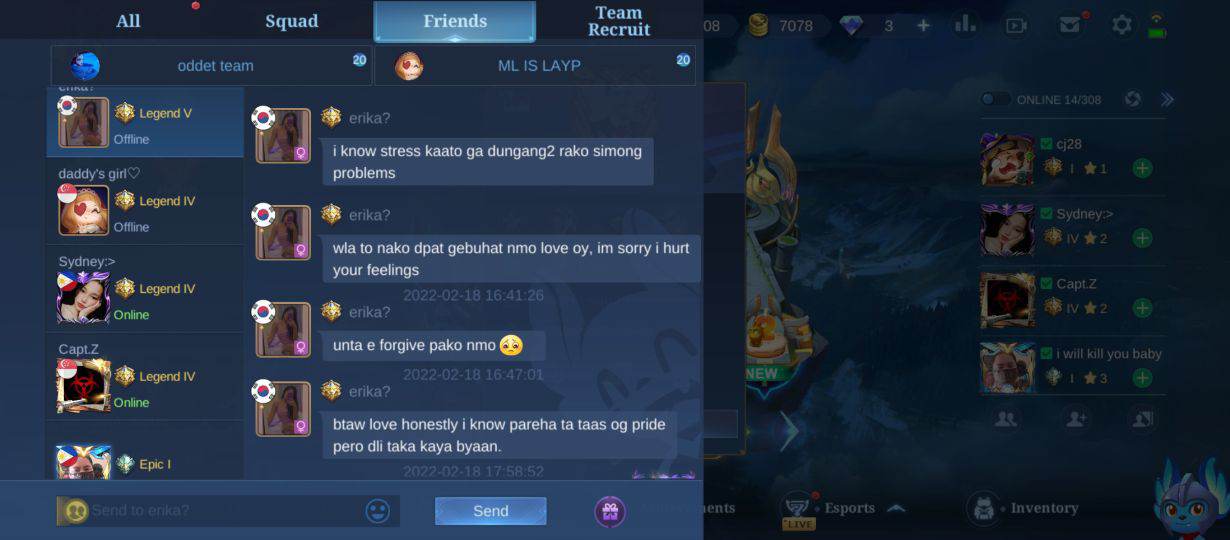 All
Squad
Friends
Team
Recruit
08
7078
3
oddet team
20
ML IS LAYP
20
erika?
Legend V
Offline
daddy's girl♡
Legend IV
Offline
Sydney:>
Legend IV
Online
Capt.Z
Legend IV
Online
Epic I
erika?
i know stress kaato ga dungang2 rako simong
problems
erika?
wla to nako dpat gebuhat nmo love oy, im sorry i hurt
your feelings
2022-02-18 16:41:26
erika?
unta e forgive pako nmo 🥺
2022-02-18 16:47:01
erika?
btaw love honestly i know pareha ta taas og pride
pero dli taka kaya byaan.
2022-02-18 17:58:52
Send to erika?
Send
NEW
ONLINE 14/308
cj28
I ★ 1
Sydney:>
IV ★ 2
Capt.Z
IV ★ 2
i will kill you baby
I ★ 3
LIVE
Esports
Inventory